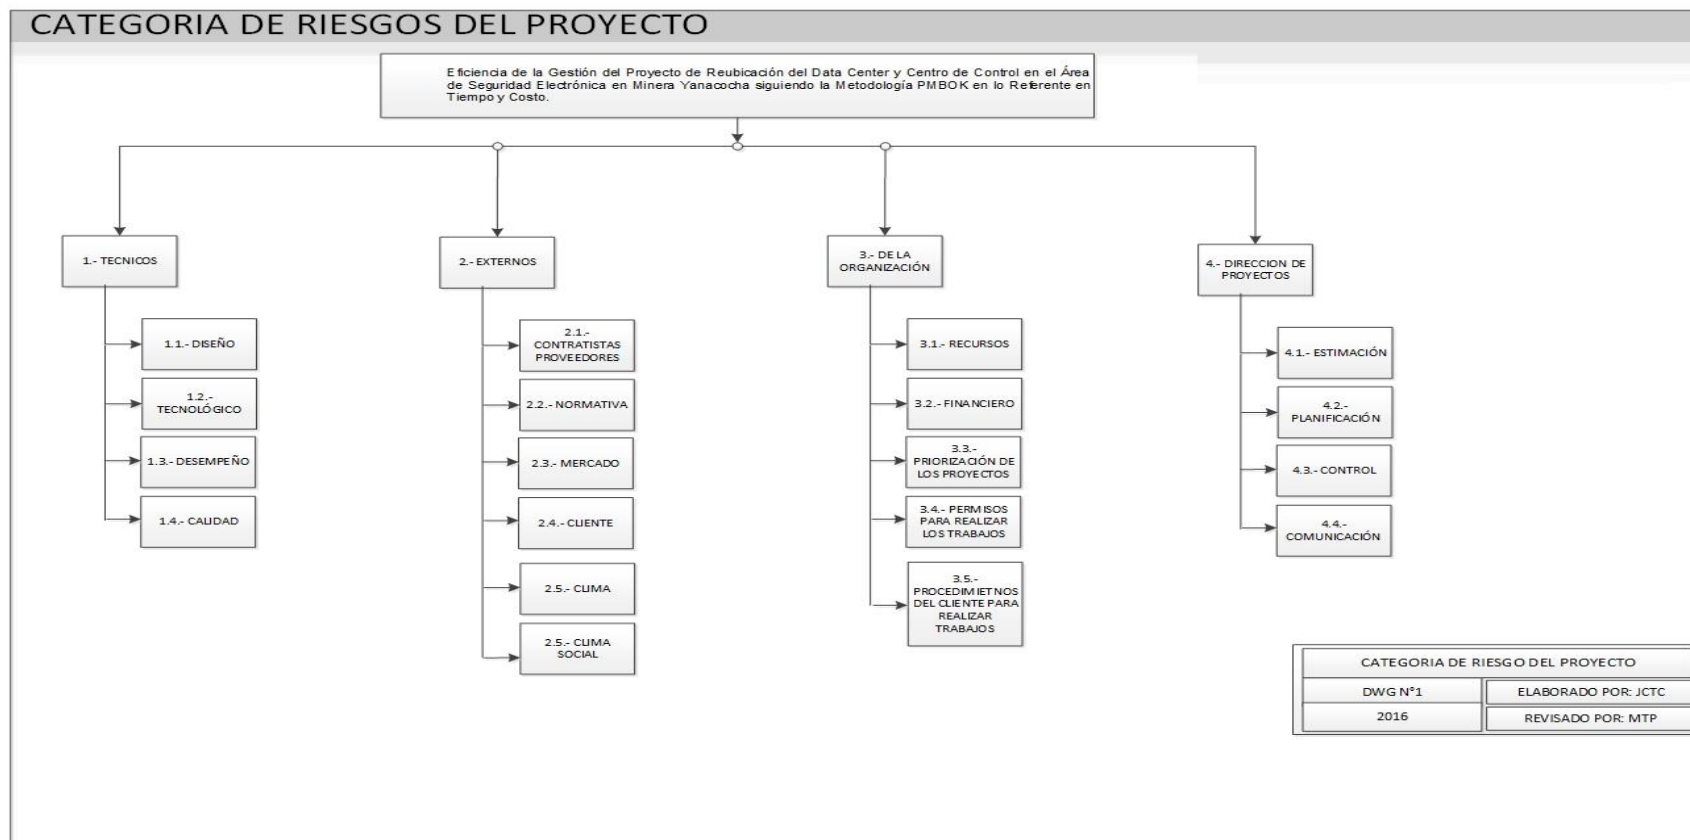 CATEGORIA DE RIESGOS DEL PROYECTO
Eficiencia de la Gestión del Proyecto de Reubicación del Data Center y Centro de Control en el Área
de Seguridad Electrónica en Minera Yanacocha siguiendo la Metodología PMBOK en lo Referente en
Tiempo y Costo.
1.- TECNICOS
1.1.- DISEÑO
1.2.-
TECNOLÓGICO
1.3.- DESEMPEÑO
1.4.- CALIDAD
2.- EXTERNOS
2.1.-
CONTRATISTAS
PROVEEDORES
2.2.- NORMATIVA
2.3.- MERCADO
2.4.- CLIENTE
2.5.- CLIMA
2.5.- CLIMA
SOCIAL
3.- DE LA
ORGANIZACIÓN
3.1.- RECURSOS
3.2.- FINANCIERO
3.3.-
PRIORIZACIÓN DE
LOS PROYECTOS
3.4.- PERMISOS
PARA REALIZAR
LOS TRABAJOS
3.5.-
PROCEDIMIETNOS
DEL CLIENTE PARA
REALIZAR
TRABAJOS
4.- DIRECCION DE
PROYECTOS
4.1.- ESTIMACIÓN
4.2.-
PLANIFICACIÓN
4.3.- CONTROL
4.4.-
COMUNICACIÓN
CATEGORIA DE RIESGO DEL PROYECTO
DWG N°1
ELABORADO POR: JCTC
2016
REVISADO POR: MTP